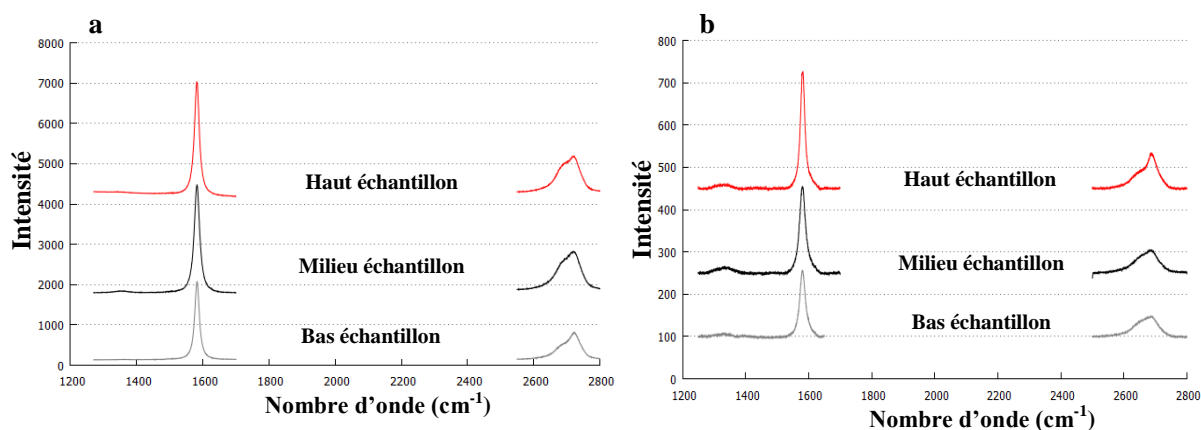 a
8000
7000
6000
5000
4000
3000
2000
1000
0
Intensité
Haut échantillon
Milieu échantillon
Bas échantillon
1200 1400 1600 1800 2000 2200 2400 2600 2800
Nombre d’onde (cm-1)
b
800
700
600
500
400
300
200
100
0
Intensité
Haut échantillon
Milieu échantillon
Bas échantillon
1200 1400 1600 1800 2000 2200 2400 2600 2800
Nombre d’onde (cm-1)